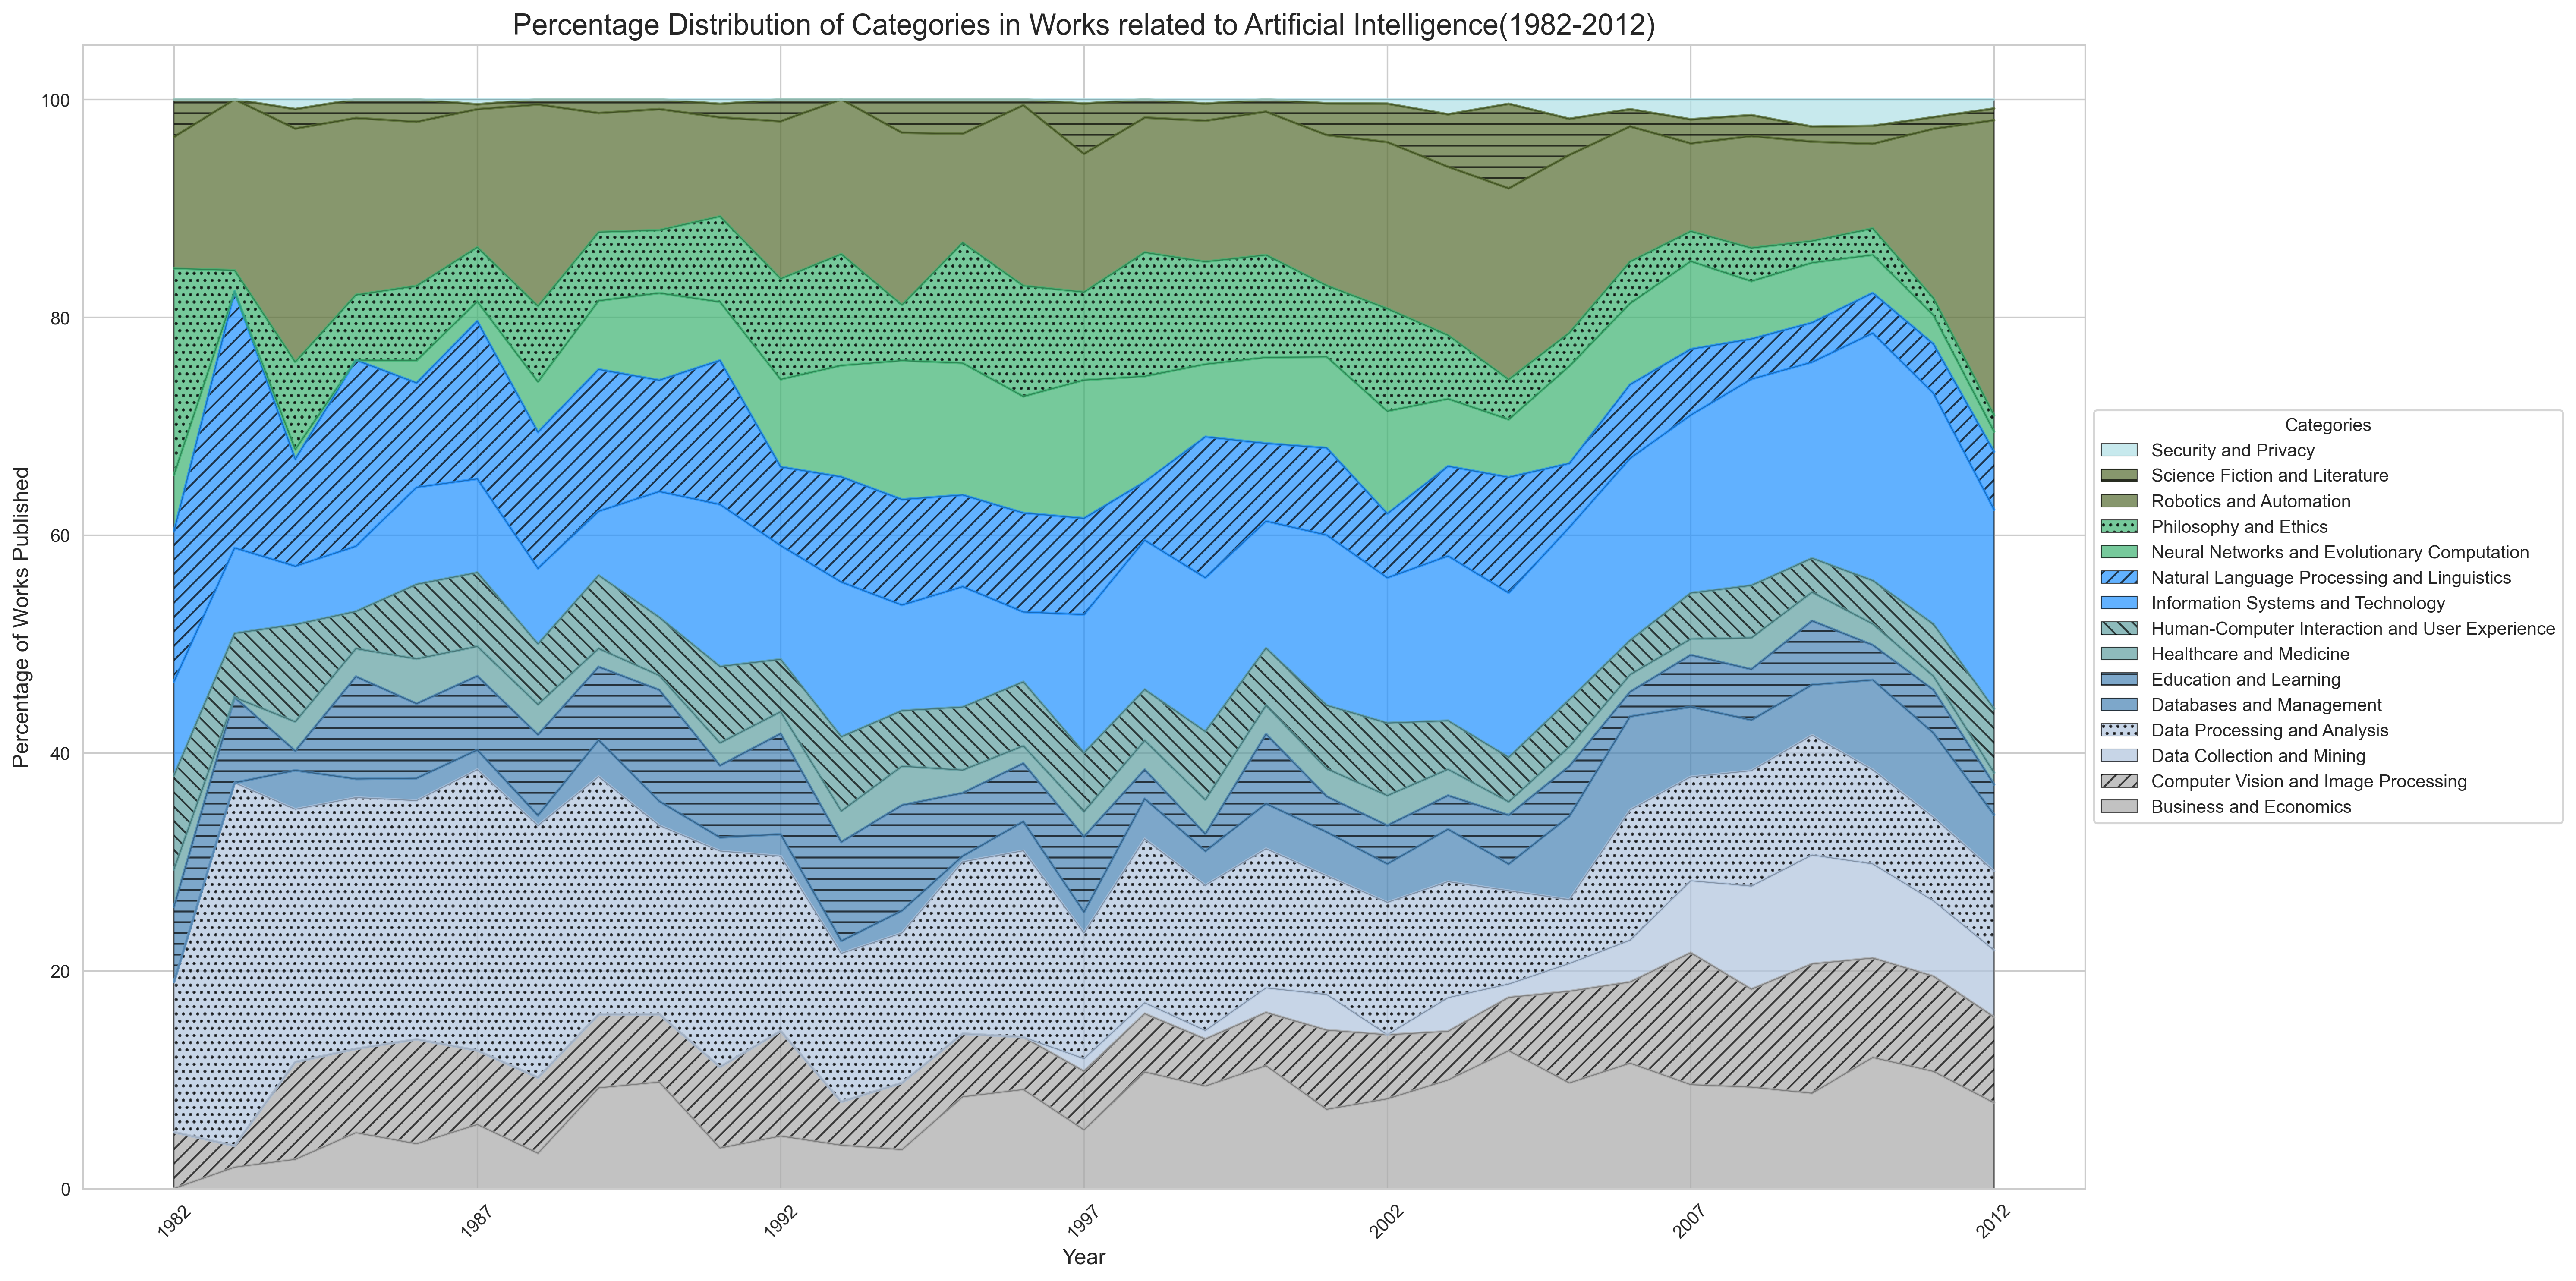 Percentage Distribution of Categories in Works related to Artificial Intelligence(1982-2012)
Percentage of Works Published
100
80
60
40
20
0
1982
1987
1992
1997
2002
2007
2012
Year
Categories
Security and Privacy
Science Fiction and Literature
Robotics and Automation
Philosophy and Ethics
Neural Networks and Evolutionary Computation
Natural Language Processing and Linguistics
Information Systems and Technology
Human-Computer Interaction and User Experience
Healthcare and Medicine
Education and Learning
Databases and Management
Data Processing and Analysis
Data Collection and Mining
Computer Vision and Image Processing
Business and Economics